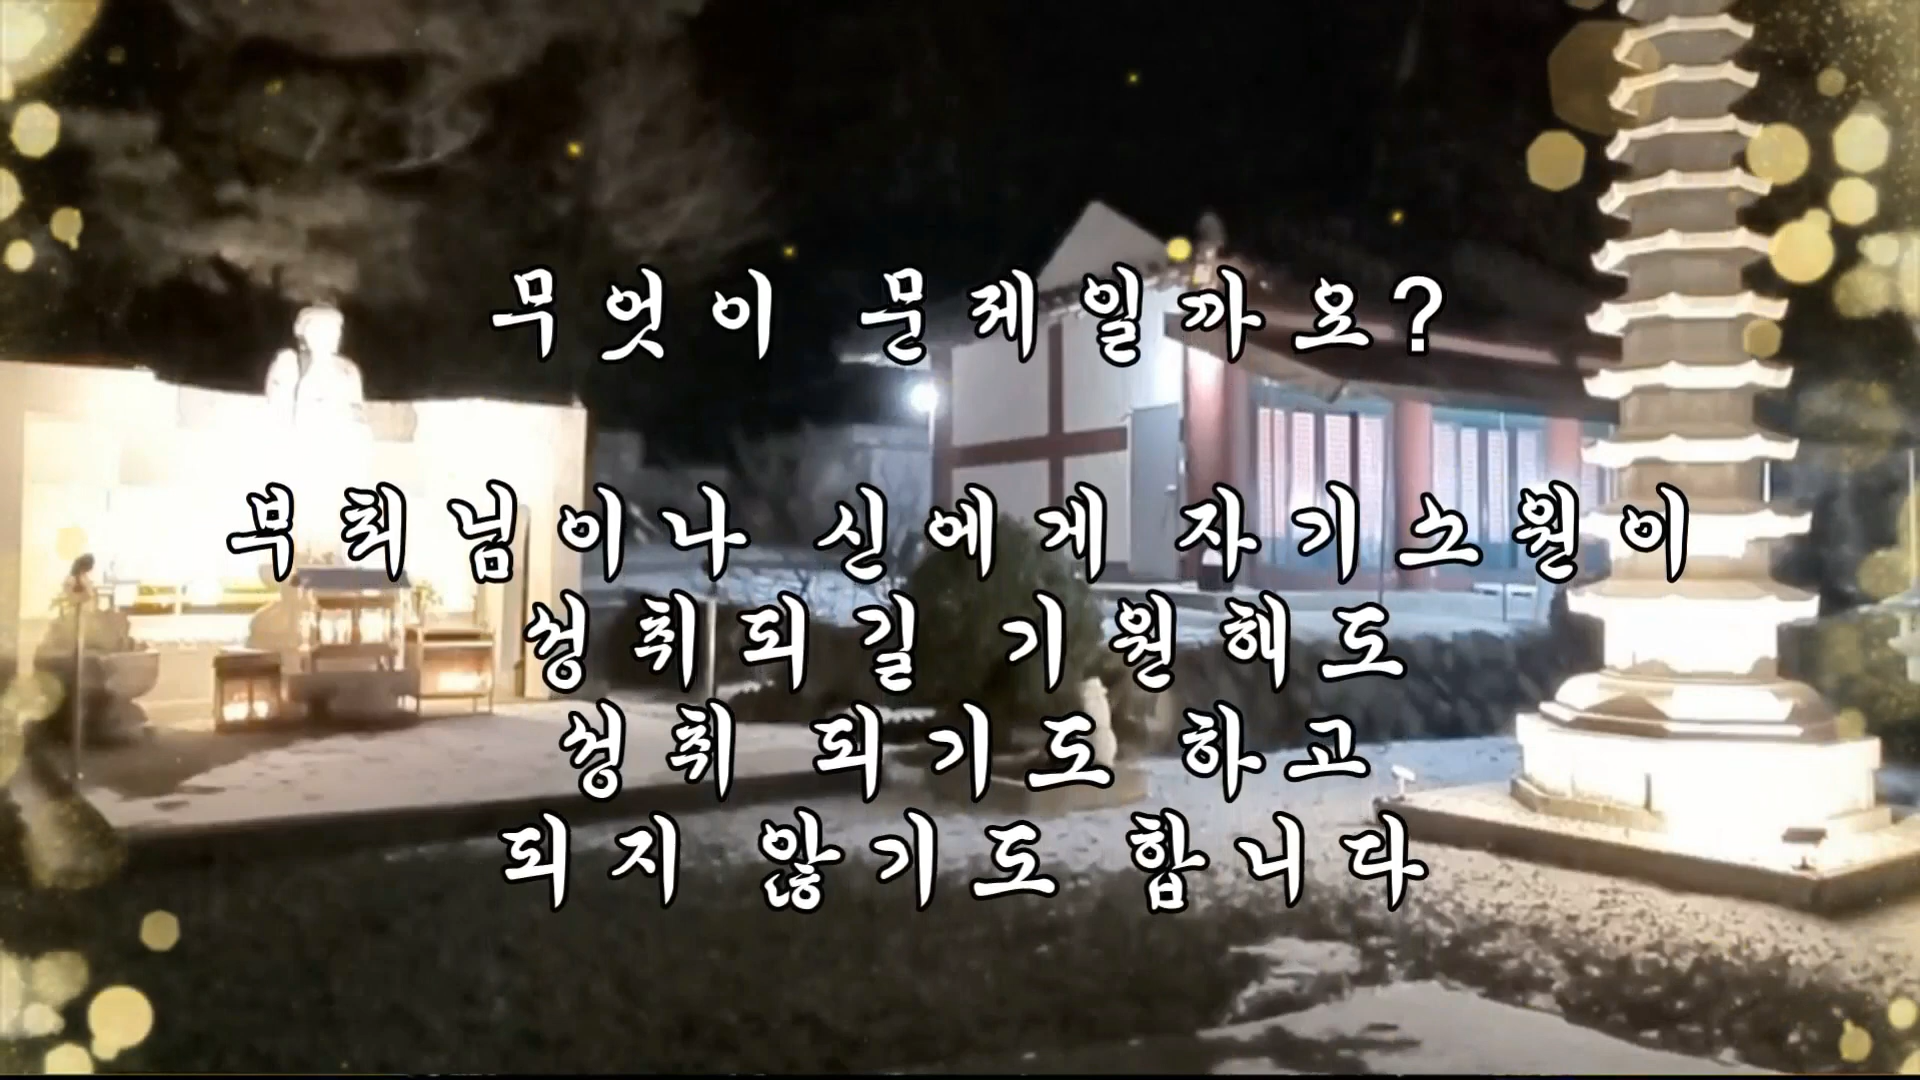 무엇이 문제일까요?
부처님이나 신에게 자기소원이
성취되길 기원해도
성취 되기도 하고
되지 않기도 합니다